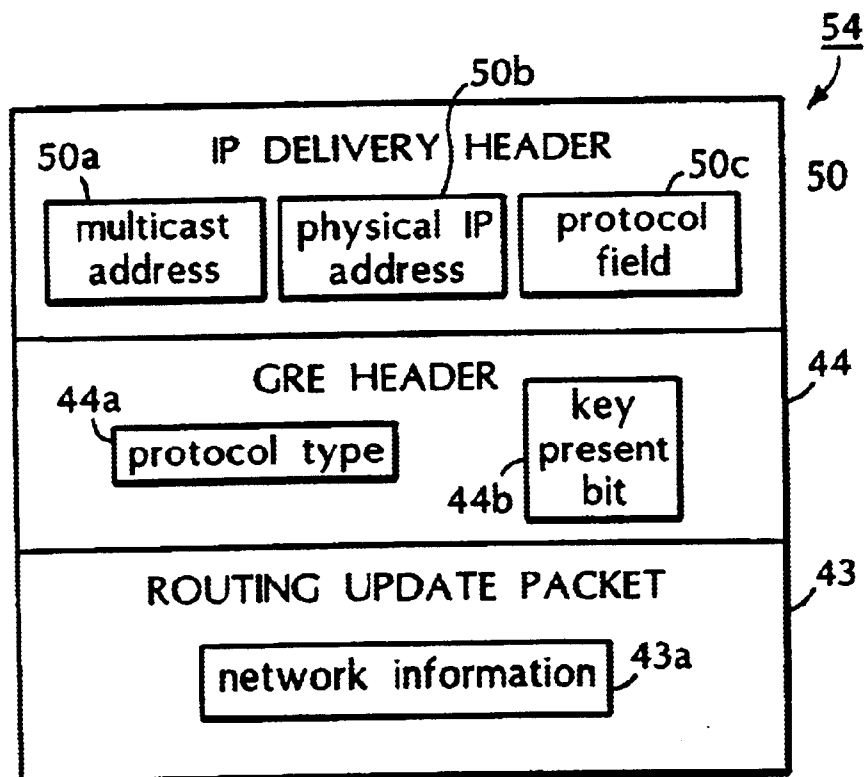 54
50b
IP DELIVERY HEADER
50a
50c
50
multicast
address
physical IP
address
protocol
field
GRE HEADER
44
44a
protocol type
key
present
bit
44b
ROUTING UPDATE PACKET
43
network information
43a